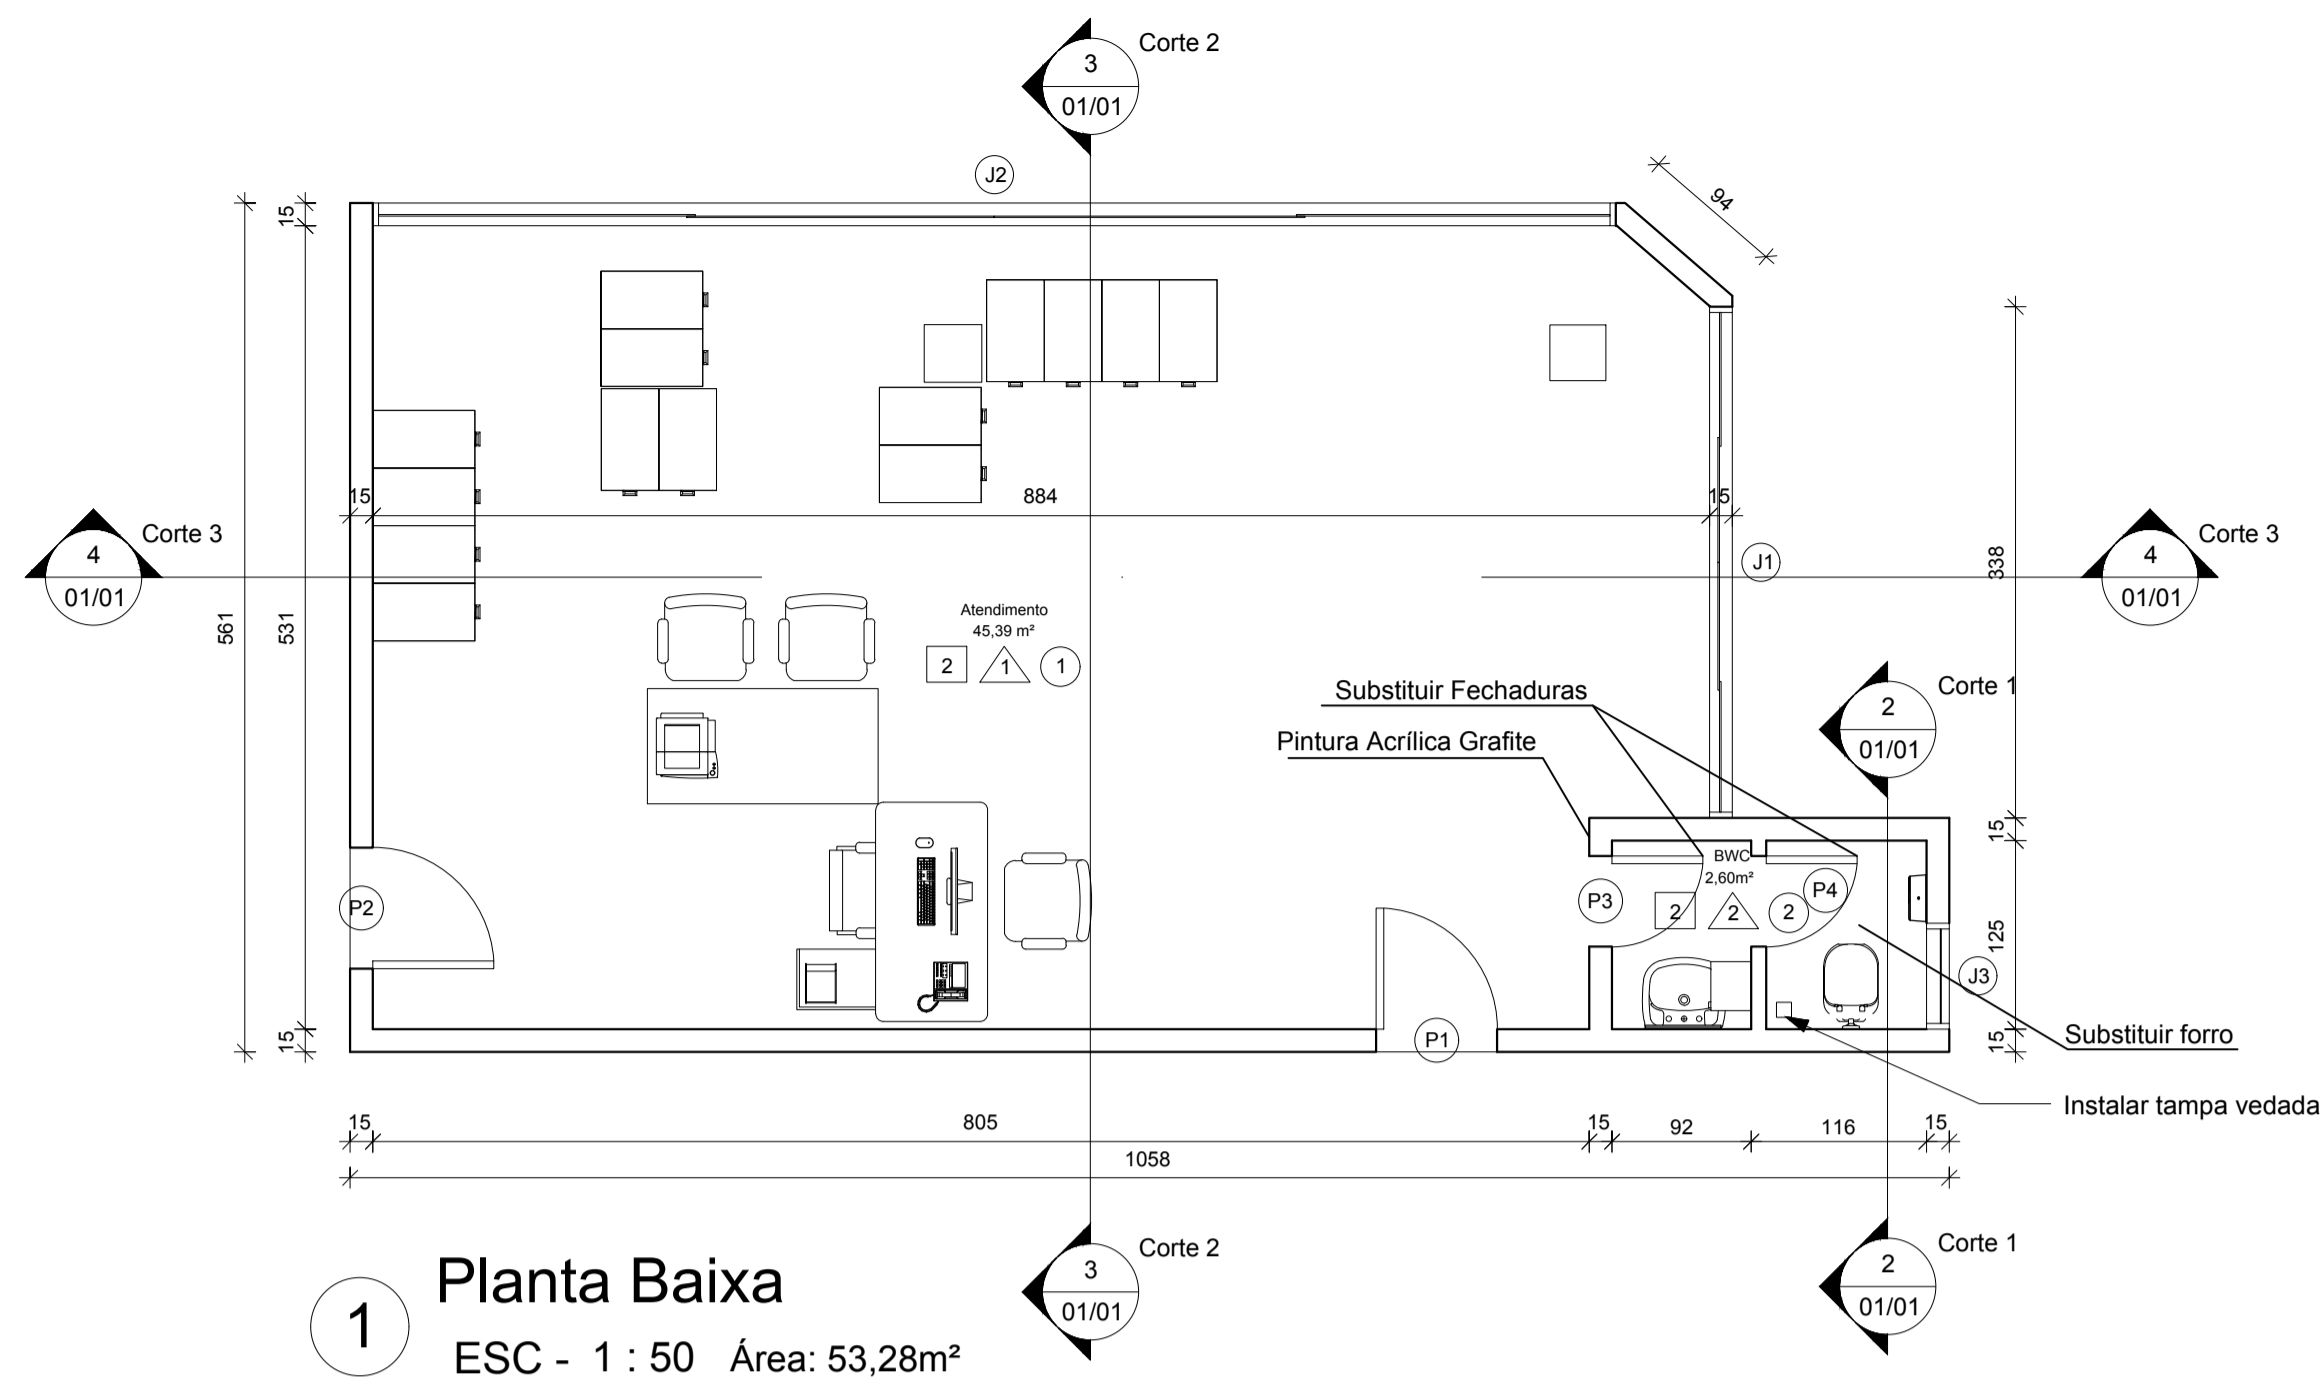 Corte 2
3
01/01
J2
94
15
15
884
15
Corte 3
4
01/01
Corte 3
4
01/01
J1
338
561
531
Atendimento
45,39 m²
2
1
1
Substituir Fechaduras
Pintura Acrílica Grafite
Corte 1
2
01/01
15
BWC
2,60m²
P3
2
2
2
P4
P2
125
J3
P1
15
15
Substituir forro
Instalar tampa vedada
15
805
15
92
116
15
1058
Corte 2
3
01/01
Corte 1
2
01/01
1
Planta Baixa
ESC - 1 : 50 Área: 53,28m²